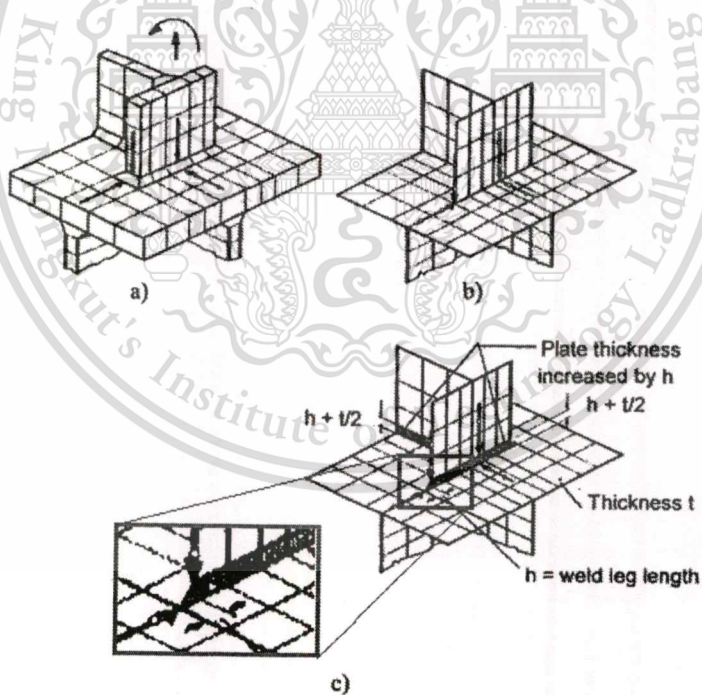 King Mongkut's Institute of Technology Ladkrabang
a)
b)
Plate thickness
increased by h
h + t/2
h + t/2
Thickness t
h = weld leg length
c)